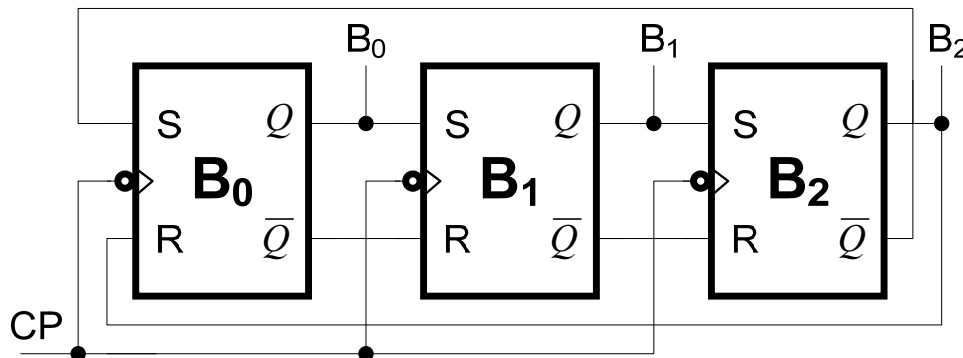 B₀ B₁ B₂
S Q S Q S Q
B₀ B₁ B₂
R Q̅ R Q̅ R Q̅
CP